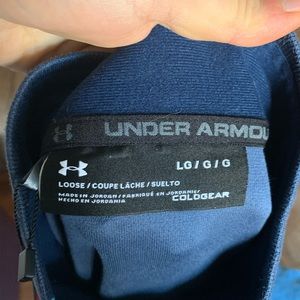 UNDER ARMOU
LG / G / G
LOOSE / COUPE LÂCHE / SUELTO
MADE IN JORDAN / FABRIQUÉ EN JORDANIE /
HECHO EN JORDANIA
COLDGEAR